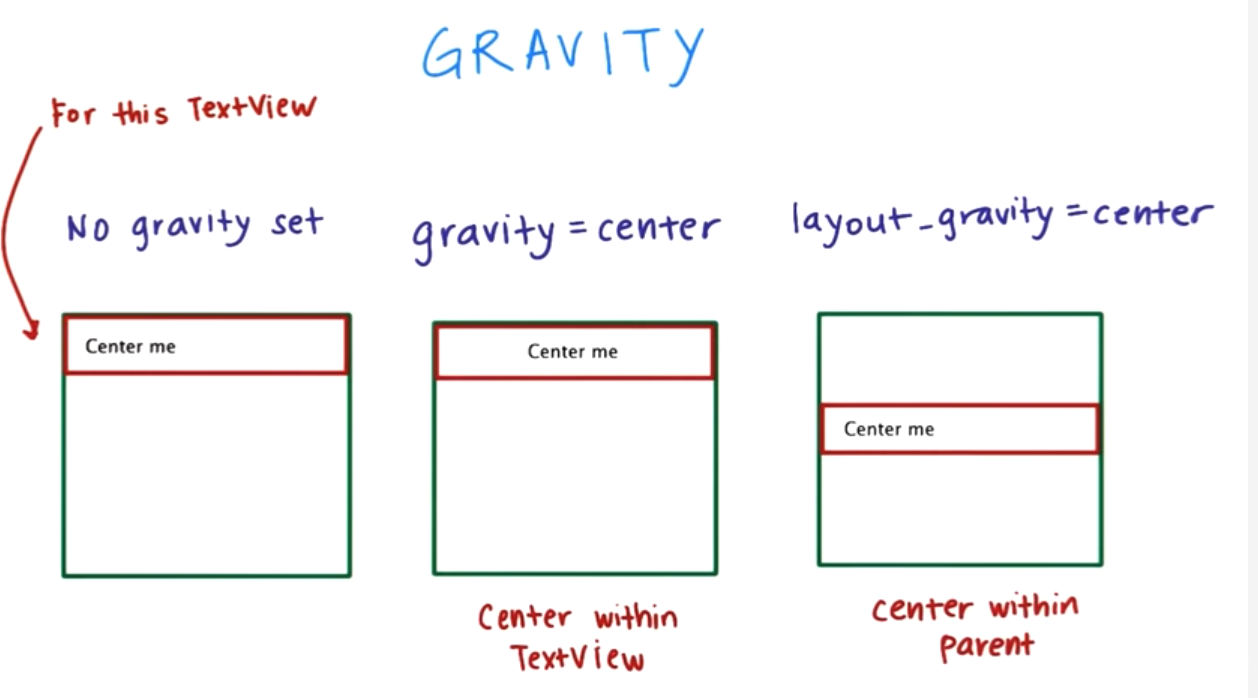 GRAVITY
For this TextView
No gravity set
gravity = center
layout_gravity = center
Center me
Center me
Center me
Center within
TextView
center within
parent